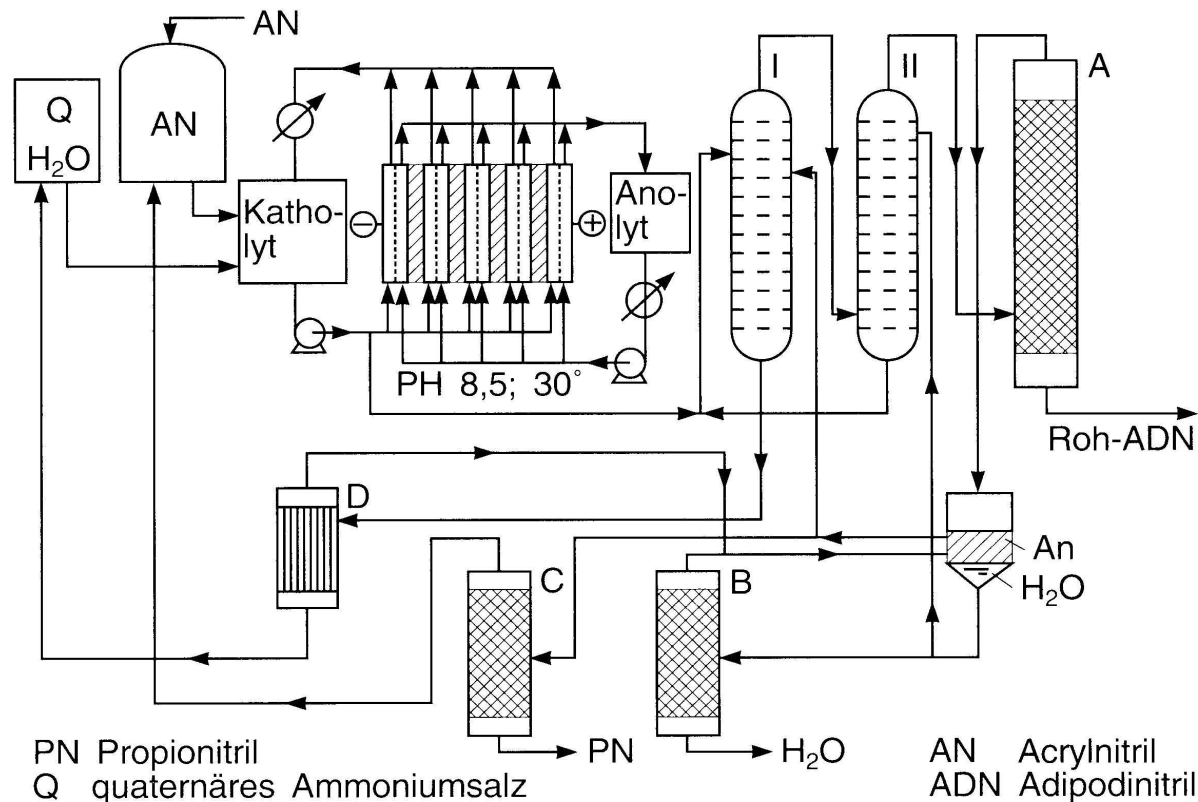 AN
I
II
A
Q
H₂O
AN
Katho-
lyt
−
+
Ano-
lyt
PH 8,5; 30°
Roh-ADN
D
An
H₂O
C
B
PN
H₂O
PN Propionitril
Q quaternäres Ammoniumsalz
AN Acrylnitril
ADN Adipodinitril